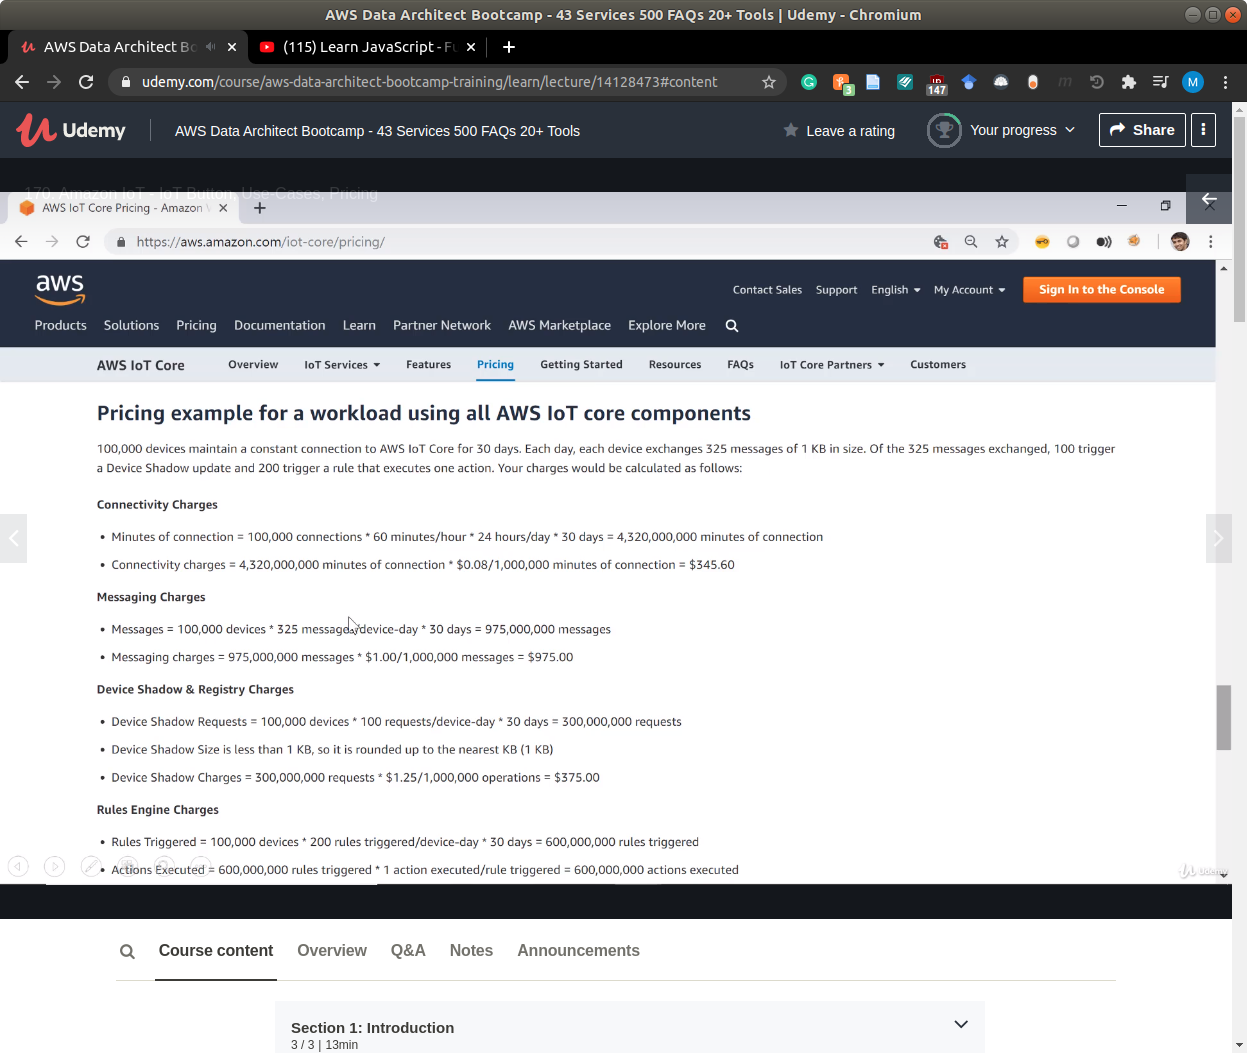 AWS Data Architect Bootcamp - 43 Services 500 FAQs 20+ Tools | Udemy - Chromium
AWS Data Architect Bo
(115) Learn JavaScript - Fu
udemy.com/course/aws-data-architect-bootcamp-training/learn/lecture/14128473#content
3
147
M
Udemy
AWS Data Architect Bootcamp - 43 Services 500 FAQs 20+ Tools
Leave a rating
Your progress
Share
170. Amazon IoT - IoT Button, Use-Cases, Pricing
AWS IoT Core Pricing - Amazon
https://aws.amazon.com/iot-core/pricing/
aws
Contact Sales Support English My Account Sign In to the Console
Products Solutions Pricing Documentation Learn Partner Network AWS Marketplace Explore More
AWS IoT Core Overview IoT Services Features Pricing Getting Started Resources FAQs IoT Core Partners Customers
Pricing example for a workload using all AWS IoT core components
100,000 devices maintain a constant connection to AWS IoT Core for 30 days. Each day, each device exchanges 325 messages of 1 KB in size. Of the 325 messages exchanged, 100 trigger
a Device Shadow update and 200 trigger a rule that executes one action. Your charges would be calculated as follows:
Connectivity Charges
• Minutes of connection = 100,000 connections * 60 minutes/hour * 24 hours/day * 30 days = 4,320,000,000 minutes of connection
• Connectivity charges = 4,320,000,000 minutes of connection * $0.08/1,000,000 minutes of connection = $345.60
Messaging Charges
• Messages = 100,000 devices * 325 messages/device-day * 30 days = 975,000,000 messages
• Messaging charges = 975,000,000 messages * $1.00/1,000,000 messages = $975.00
Device Shadow & Registry Charges
• Device Shadow Requests = 100,000 devices * 100 requests/device-day * 30 days = 300,000,000 requests
• Device Shadow Size is less than 1 KB, so it is rounded up to the nearest KB (1 KB)
• Device Shadow Charges = 300,000,000 requests * $1.25/1,000,000 operations = $375.00
Rules Engine Charges
• Rules Triggered = 100,000 devices * 200 rules triggered/device-day * 30 days = 600,000,000 rules triggered
• Actions Executed = 600,000,000 rules triggered * 1 action executed/rule triggered = 600,000,000 actions executed
Udemy
Course content Overview Q&A Notes Announcements
Section 1: Introduction
3 / 3 | 13min